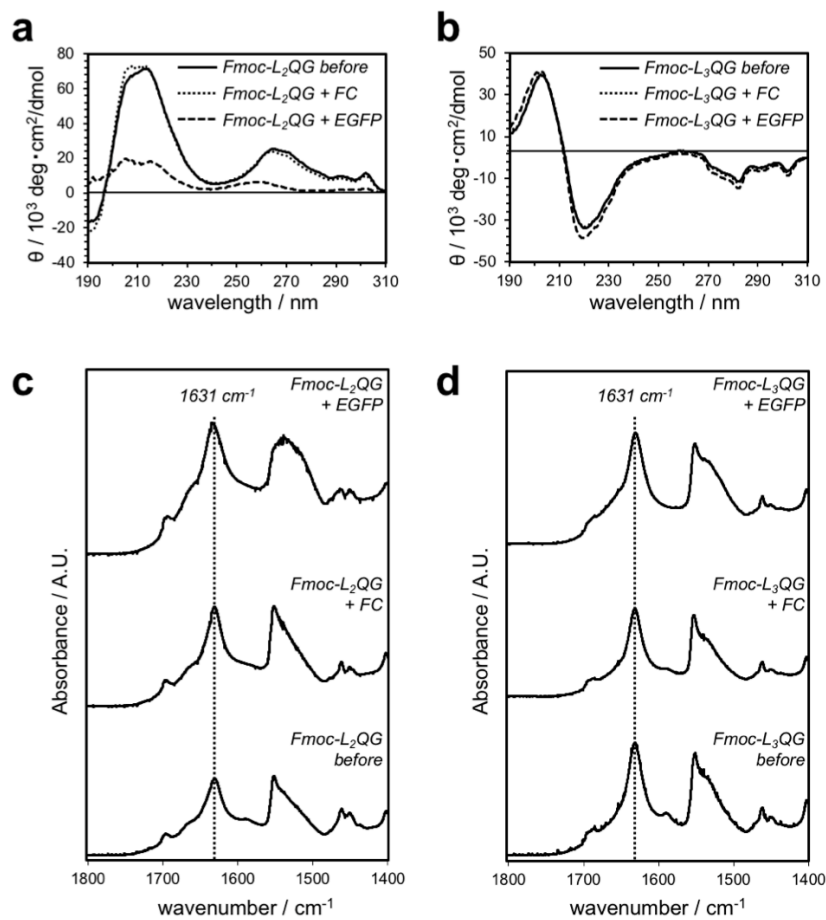 a
80
60
40
20
0
-20
40
190 210 230 250 270 290 310
wavelength / nm
θ / 10³ deg・cm²/dmol
Fmoc-L₂QG before
Fmoc-L₂QG + FC
Fmoc-L₂QG + EGFP
b
50
30
10
-10
-30
-50
190 210 230 250 270 290 310
wavelength / nm
θ / 10³ deg・cm²/dmol
Fmoc-L₃QG before
Fmoc-L₃QG + FC
Fmoc-L₃QG + EGFP
c
1631 cm⁻¹
Fmoc-L₂QG
+ EGFP
Fmoc-L₂QG
+ FC
Fmoc-L₂QG
before
Absorbance / A.U.
1800 1700 1600 1500 1400
wavenumber / cm⁻¹
d
1631 cm⁻¹
Fmoc-L₃QG
+ EGFP
Fmoc-L₃QG
+ FC
Fmoc-L₃QG
before
Absorbance / A.U.
1800 1700 1600 1500 1400
wavenumber / cm⁻¹